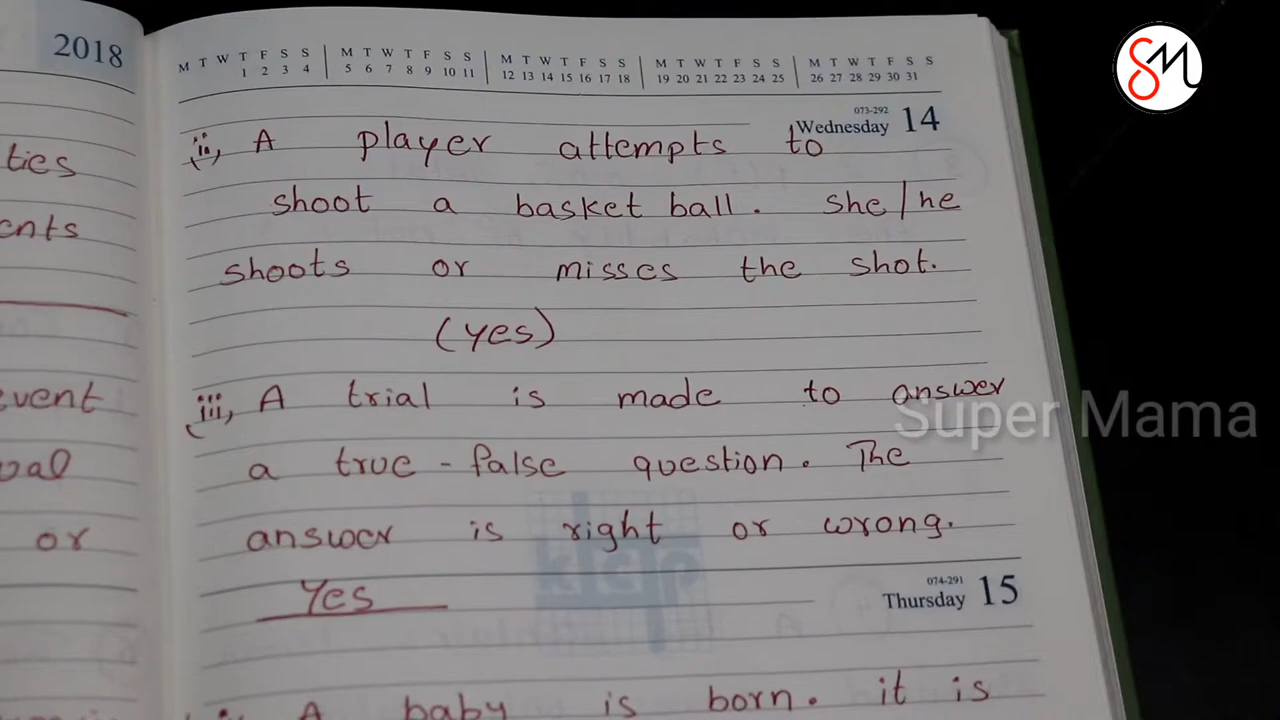 2018
M T W T F S S M T W T F S S M T W T F S S M T W T F S S M T W T F S S
1 2 3 4 5 6 7 8 9 10 11 12 13 14 15 16 17 18 19 20 21 22 23 24 25 26 27 28 29 30 31
SM
073-292
Wednesday 14
ii, A player attempts to
shoot a basket ball. she/he
shoots or misses the shot.
(yes)
iii, A trial is made to answer
a true-false question. The
answer is right or wrong.
Yes
074-291
Thursday 15
A baby is born. it is
ties
ents
event
or
Super Mama